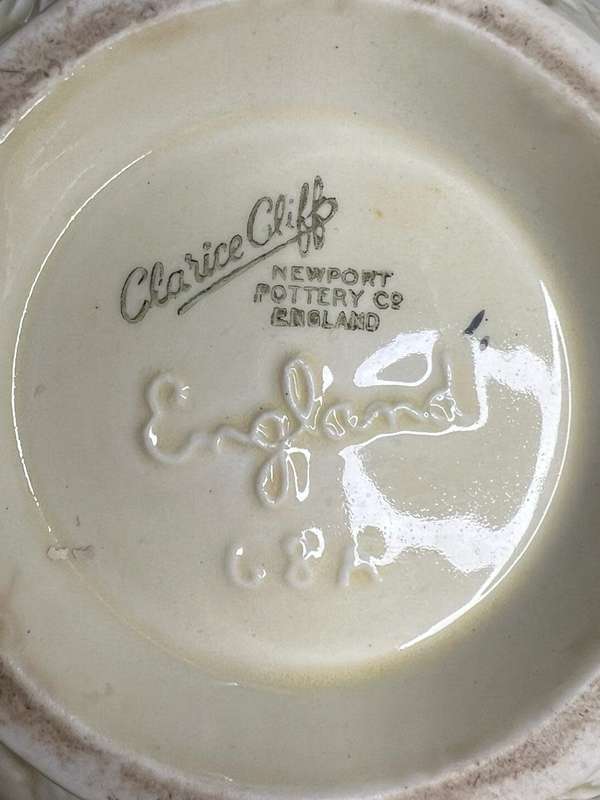 Clarice Cliff
NEWPORT
POTTERY Co
ENGLAND
England